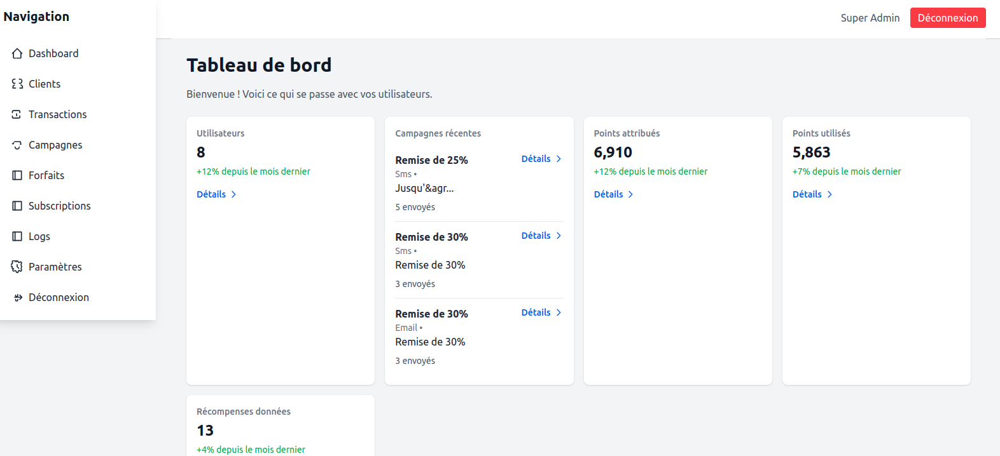 Navigation
Super Admin
Déconnexion
Dashboard
Clients
Transactions
Campagnes
Forfaits
Subscriptions
Logs
Paramètres
Déconnexion
Tableau de bord
Bienvenue ! Voici ce qui se passe avec vos utilisateurs.
Utilisateurs
8
+12% depuis le mois dernier
Détails
Campagnes récentes
Remise de 25%
Détails
Sms •
Jusqu'&agr...
5 envoyés
Remise de 30%
Détails
Sms •
Remise de 30%
3 envoyés
Remise de 30%
Détails
Email •
Remise de 30%
3 envoyés
Points attribués
6,910
+12% depuis le mois dernier
Détails
Points utilisés
5,863
+7% depuis le mois dernier
Détails
Récompenses données
13
+4% depuis le mois dernier